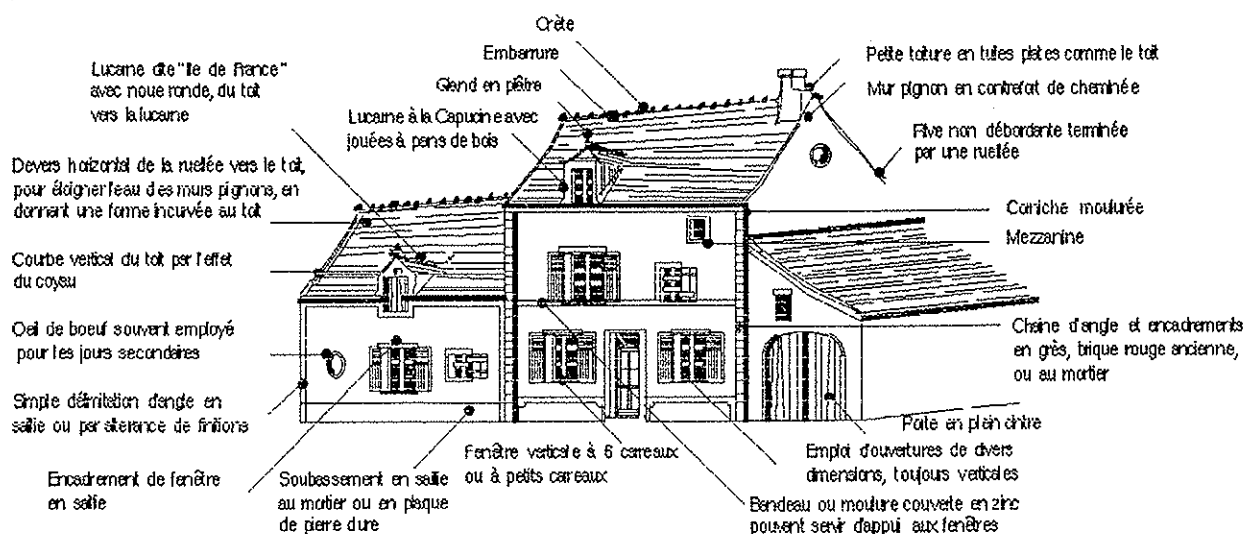 Crète
Embarrure
Gland en plâtre
Lucarne à la Capucine avec
jouées à pans de bois
Lucarne dite "Ile de France"
avec noue ronde, du toit
vers la lucarne
Devers horizontal de la ruellée vers le toit,
pour éloigner l'eau des murs pignons, en
donnant une forme incuvée au toit
Courbe vertical du toit par l'effet
du coyau
Oeil de boeuf souvent employé
pour les jours secondaires
Simple délimitation d'angle en
saillie ou par alterance de finitions
Encadrement de fenêtre
en saillie
Soubassement en saillie
au mortier ou en plaque
de pierre dure
Fenêtre verticale à 6 carreaux
ou à petits carreaux
Bandeau ou moulure couverte en zinc
pouvent servir d'appui aux fenêtres
Emploi d'ouvertures de divers
dimensions, toujours verticales
Porte en plein cintre
Chaine d'angle et encadrements
en grès, brique rouge ancienne,
ou au mortier
Mezzanine
Corniche moulurée
Rive non débordante terminée
par une ruellée
Mur pignon en contrefort de cheminée
Petite toiture en tuiles plates comme le toit